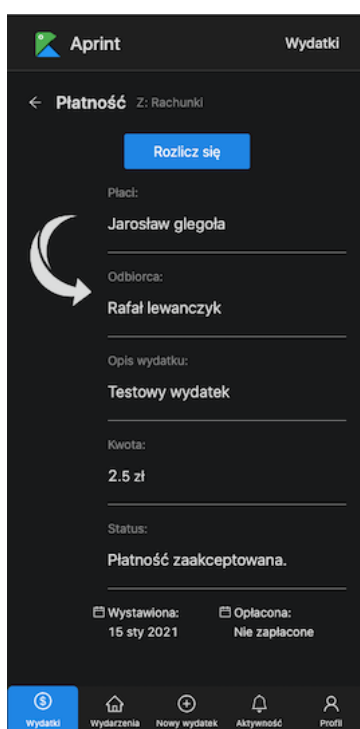 Aprint Wydatki
Płatność Z: Rachunki
Rozlicz się
Płaci:
Jarosław glegoła
Odbiorca:
Rafał lewanczyk
Opis wydatku:
Testowy wydatek
Kwota:
2.5 zł
Status:
Płatność zaakceptowana.
Wystawiona: Opłacona:
15 sty 2021 Nie zapłacone
Wydatki Wydarzenia Nowy wydatek Aktywność Profil